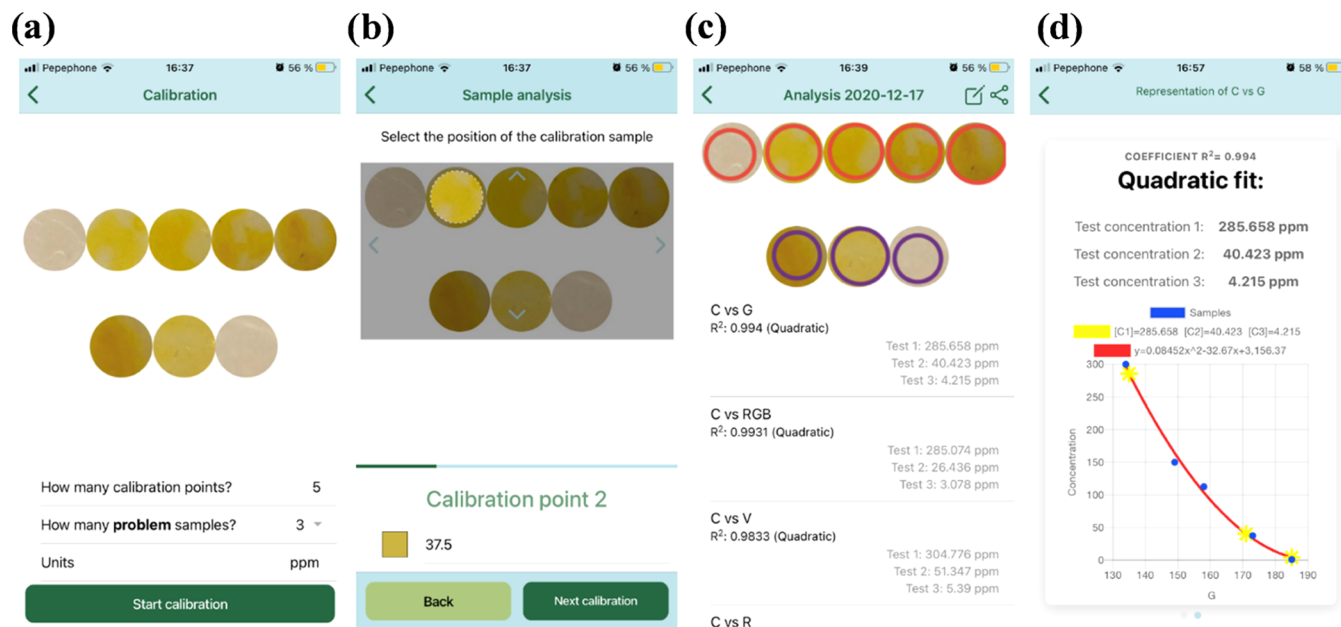 (a)
Pepephone 16:37 56 %
Calibration
How many calibration points? 5
How many problem samples? 3
Units ppm
Start calibration
(b)
Pepephone 16:37 56 %
Sample analysis
Select the position of the calibration sample
Calibration point 2
37.5
Back Next calibration
(c)
Pepephone 16:39 56 %
Analysis 2020-12-17
C vs G
R²: 0.994 (Quadratic)
Test 1: 285.658 ppm
Test 2: 40.423 ppm
Test 3: 4.215 ppm
C vs RGB
R²: 0.9931 (Quadratic)
Test 1: 285.074 ppm
Test 2: 26.436 ppm
Test 3: 3.078 ppm
C vs V
R²: 0.9833 (Quadratic)
Test 1: 304.776 ppm
Test 2: 51.347 ppm
Test 3: 5.39 ppm
C vs R
(d)
Pepephone 16:57 58 %
Representation of C vs G
COEFFICIENT R²= 0.994
Quadratic fit:
Test concentration 1: 285.658 ppm
Test concentration 2: 40.423 ppm
Test concentration 3: 4.215 ppm
Samples
[C1]=285.658 [C2]=40.423 [C3]=4.215
y=0.08452x^2-32.67x+3,156.37
300
250
200
150
100
50
0
Concentration
130 140 150 160 170 180 190
G